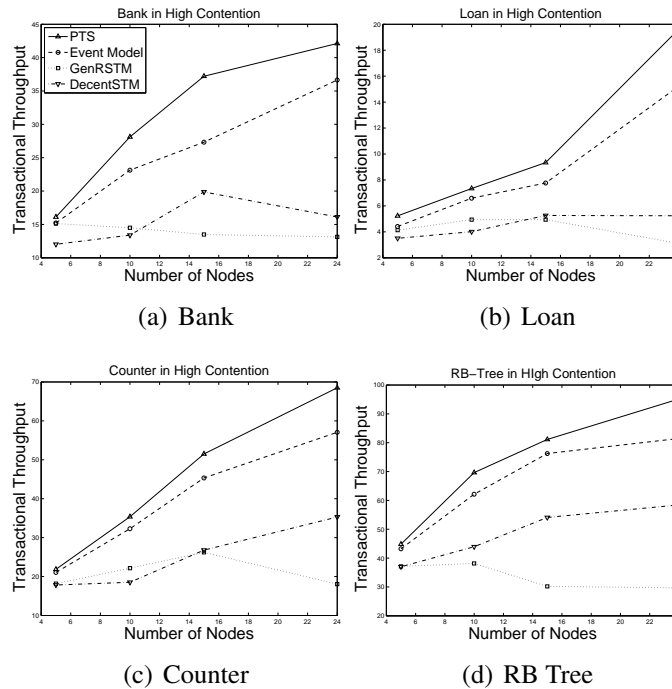 Bank in High Contention
45
40
35
30
25
20
15
10
Transactional Throughput
PTS
Event Model
GenRSTM
DecentSTM
4 6 8 10 12 14 16 18 20 22 24
Number of Nodes
(a) Bank
Loan in High Contention
20
18
16
14
12
10
8
6
4
2
Transactional Throughput
4 6 8 10 12 14 16 18 20 22
Number of Nodes
(b) Loan
Counter in High Contention
70
60
50
40
30
20
10
Transactional Throughput
4 6 8 10 12 14 16 18 20 22 24
Number of Nodes
(c) Counter
RB-Tree in HIgh Contention
100
90
80
70
60
50
40
30
20
Transactional Throughput
4 6 8 10 12 14 16 18 20 22
Number of Nodes
(d) RB Tree